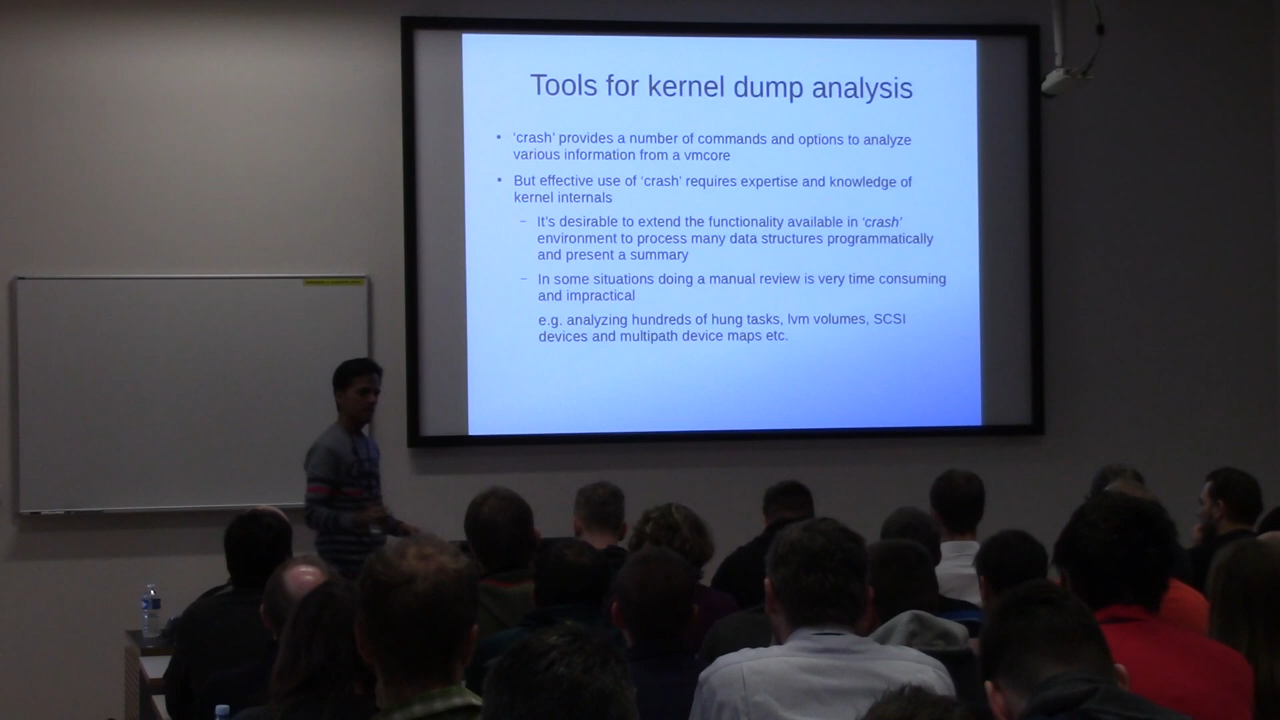 Tools for kernel dump analysis
• 'crash' provides a number of commands and options to analyze
various information from a vmcore
• But effective use of 'crash' requires expertise and knowledge of
kernel internals
– It's desirable to extend the functionality available in 'crash'
environment to process many data structures programmatically
and present a summary
– In some situations doing a manual review is very time consuming
and impractical
e.g. analyzing hundreds of hung tasks, lvm volumes, SCSI
devices and multipath device maps etc.